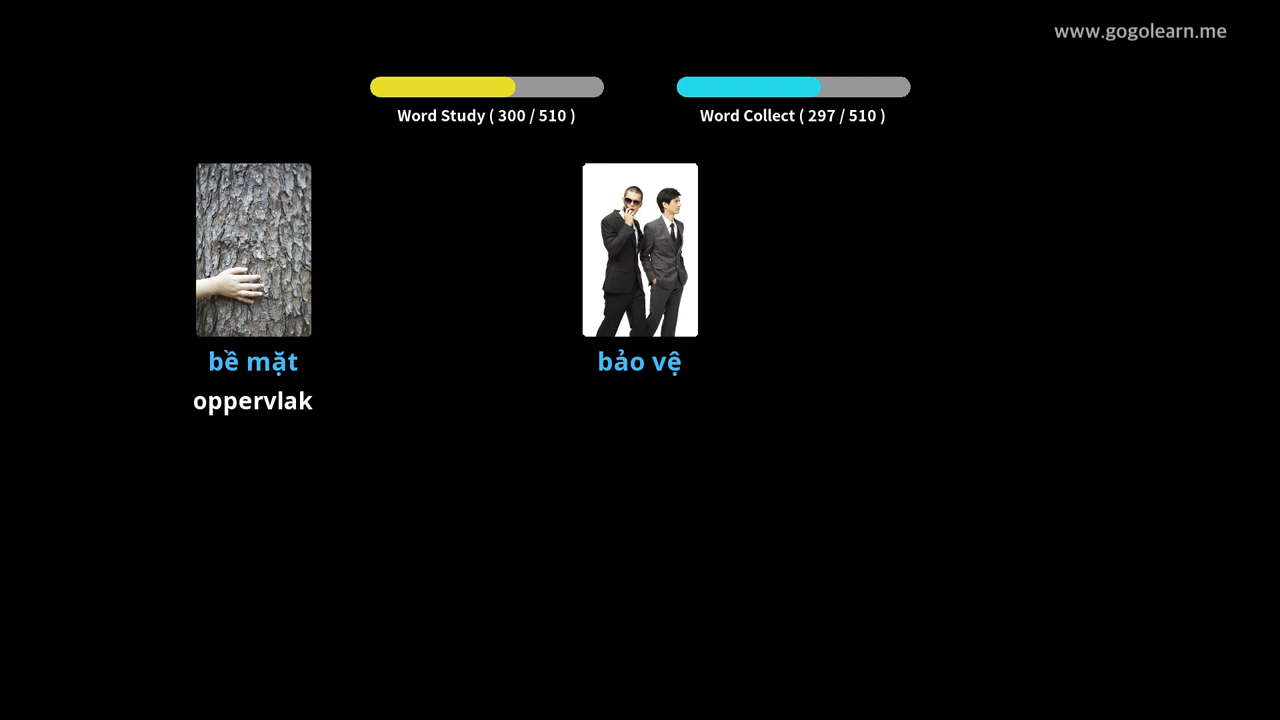 www.gogolearn.me
Word Study ( 300 / 510 )
Word Collect ( 297 / 510 )
bề mặt
bảo vệ
oppervlak